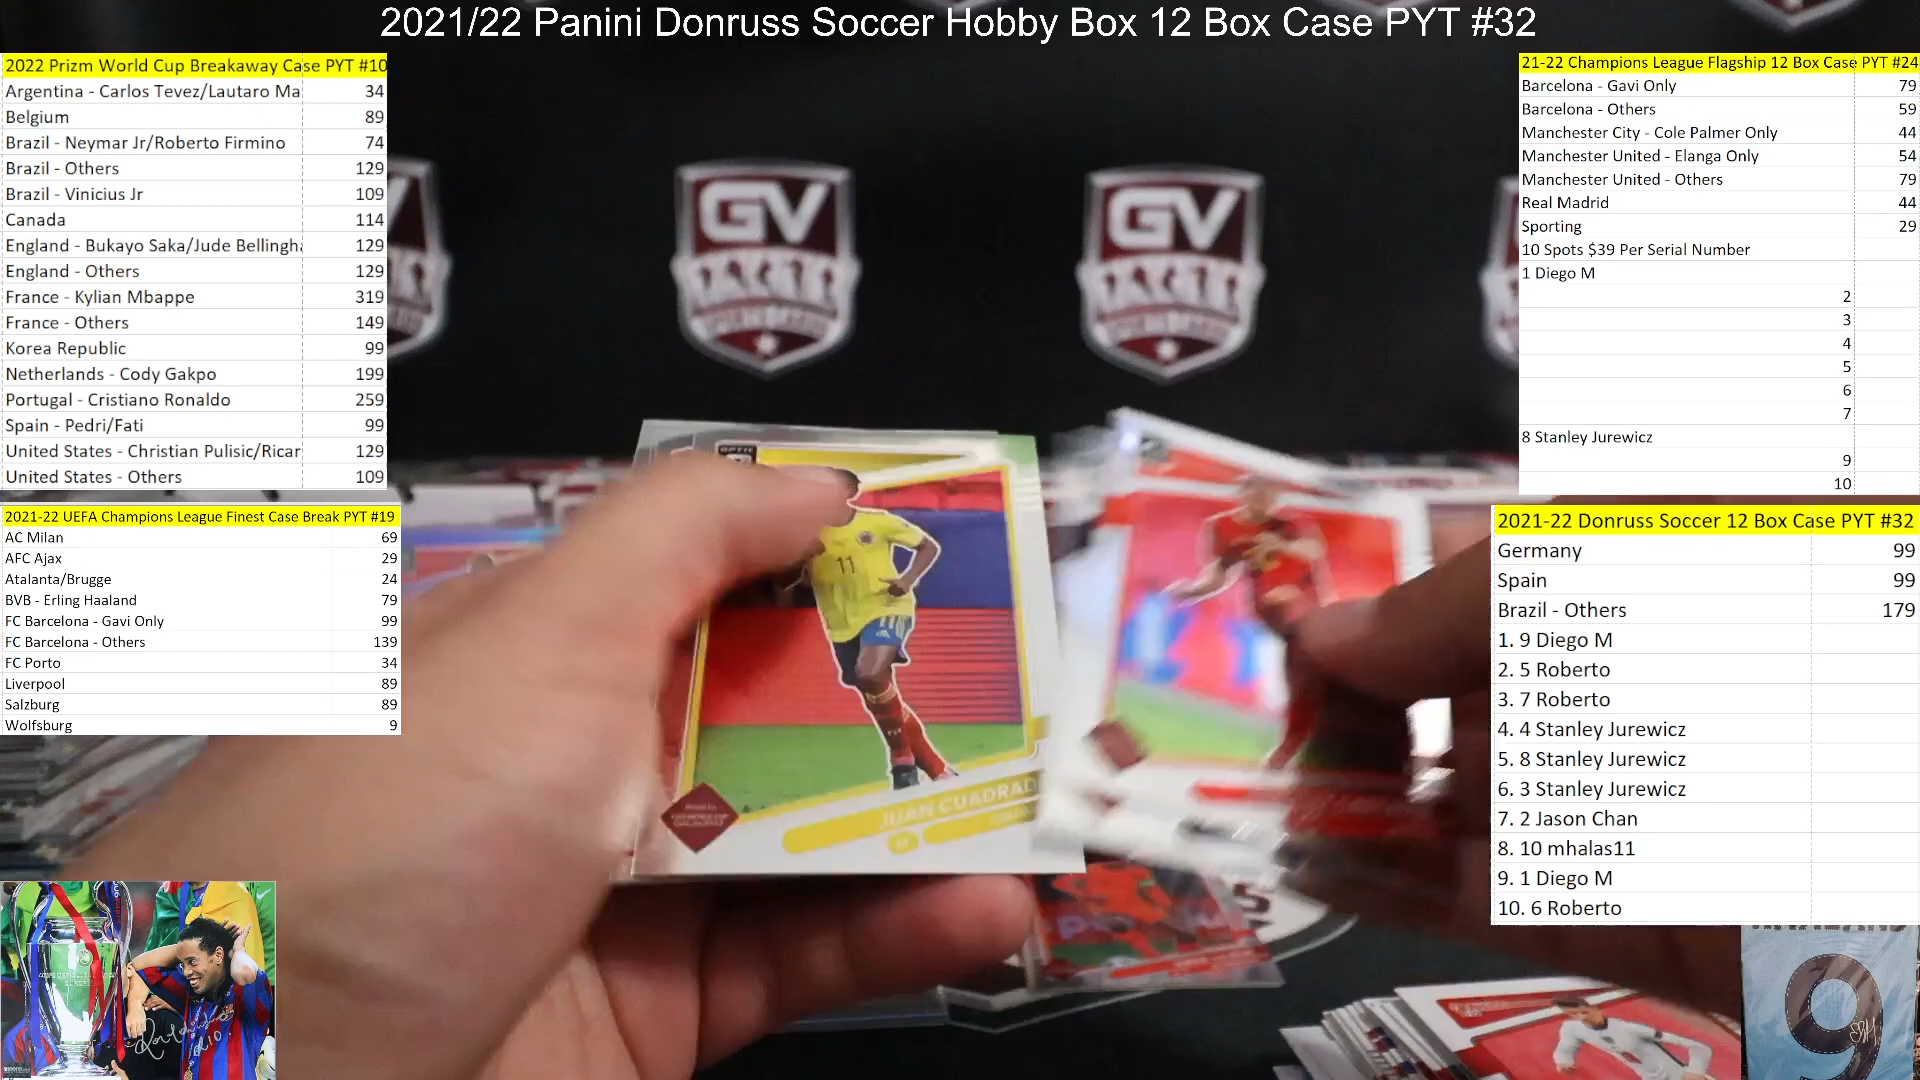 2021/22 Panini Donruss Soccer Hobby Box 12 Box Case PYT #32
2022 Prizm World Cup Breakaway Case PYT #10
Argentina - Carlos Tevez/Lautaro Ma
34
Belgium
89
Brazil - Neymar Jr/Roberto Firmino
74
Brazil - Others
129
Brazil - Vinicius Jr
109
Canada
114
England - Bukayo Saka/Jude Bellingh
129
England - Others
129
France - Kylian Mbappe
319
France - Others
149
Korea Republic
99
Netherlands - Cody Gakpo
199
Portugal - Cristiano Ronaldo
259
Spain - Pedri/Fati
99
United States - Christian Pulisic/Ricar
129
United States - Others
109
2021-22 UEFA Champions League Finest Case Break PYT #19
AC Milan
69
AFC Ajax
29
Atalanta/Brugge
24
BVB - Erling Haaland
79
FC Barcelona - Gavi Only
99
FC Barcelona - Others
139
FC Porto
34
Liverpool
89
Salzburg
89
Wolfsburg
9
GV
GV
OPTIC
11
JUAN CUADRAD
21-22 Champions League Flagship 12 Box Case PYT #24
Barcelona - Gavi Only
79
Barcelona - Others
59
Manchester City - Cole Palmer Only
44
Manchester United - Elanga Only
54
Manchester United - Others
79
Real Madrid
44
Sporting
29
10 Spots $39 Per Serial Number
1 Diego M
2
3
4
5
6
7
8 Stanley Jurewicz
9
10
2021-22 Donruss Soccer 12 Box Case PYT #32
Germany
99
Spain
99
Brazil - Others
179
1. 9 Diego M
2. 5 Roberto
3. 7 Roberto
4. 4 Stanley Jurewicz
5. 8 Stanley Jurewicz
6. 3 Stanley Jurewicz
7. 2 Jason Chan
8. 10 mhalas11
9. 1 Diego M
10. 6 Roberto
9